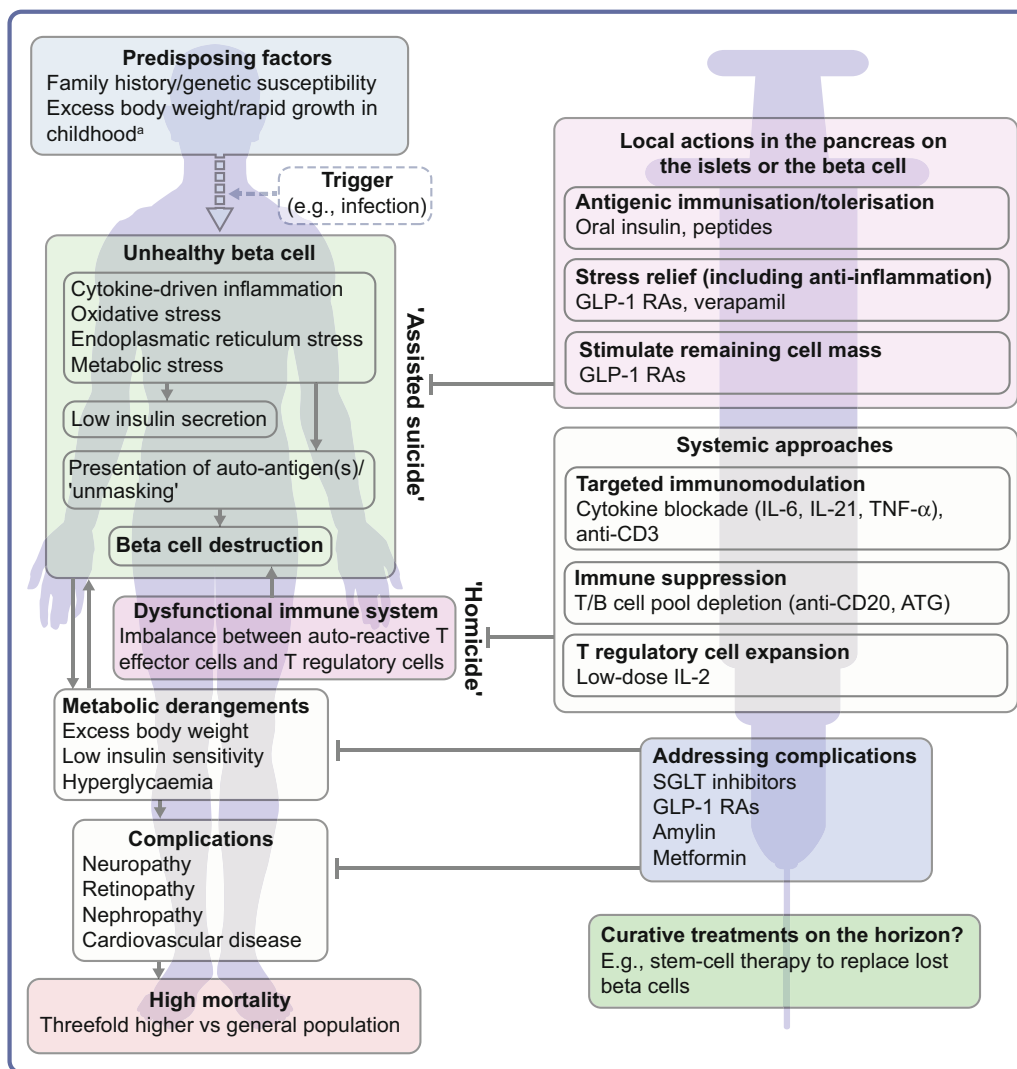 Predisposing factors
Family history/genetic susceptibility
Excess body weight/rapid growth in
childhoodᵃ
Trigger
(e.g., infection)
Unhealthy beta cell
Cytokine-driven inflammation
Oxidative stress
Endoplasmatic reticulum stress
Metabolic stress
Low insulin secretion
Presentation of auto-antigen(s)/
'unmasking'
Beta cell destruction
'Assisted suicide'
Dysfunctional immune system
Imbalance between auto-reactive T
effector cells and T regulatory cells
'Homicide'
Metabolic derangements
Excess body weight
Low insulin sensitivity
Hyperglycaemia
Complications
Neuropathy
Retinopathy
Nephropathy
Cardiovascular disease
High mortality
Threefold higher vs general population
Local actions in the pancreas on
the islets or the beta cell
Antigenic immunisation/tolerisation
Oral insulin, peptides
Stress relief (including anti-inflammation)
GLP-1 RAs, verapamil
Stimulate remaining cell mass
GLP-1 RAs
Systemic approaches
Targeted immunomodulation
Cytokine blockade (IL-6, IL-21, TNF-α),
anti-CD3
Immune suppression
T/B cell pool depletion (anti-CD20, ATG)
T regulatory cell expansion
Low-dose IL-2
Addressing complications
SGLT inhibitors
GLP-1 RAs
Amylin
Metformin
Curative treatments on the horizon?
E.g., stem-cell therapy to replace lost
beta cells